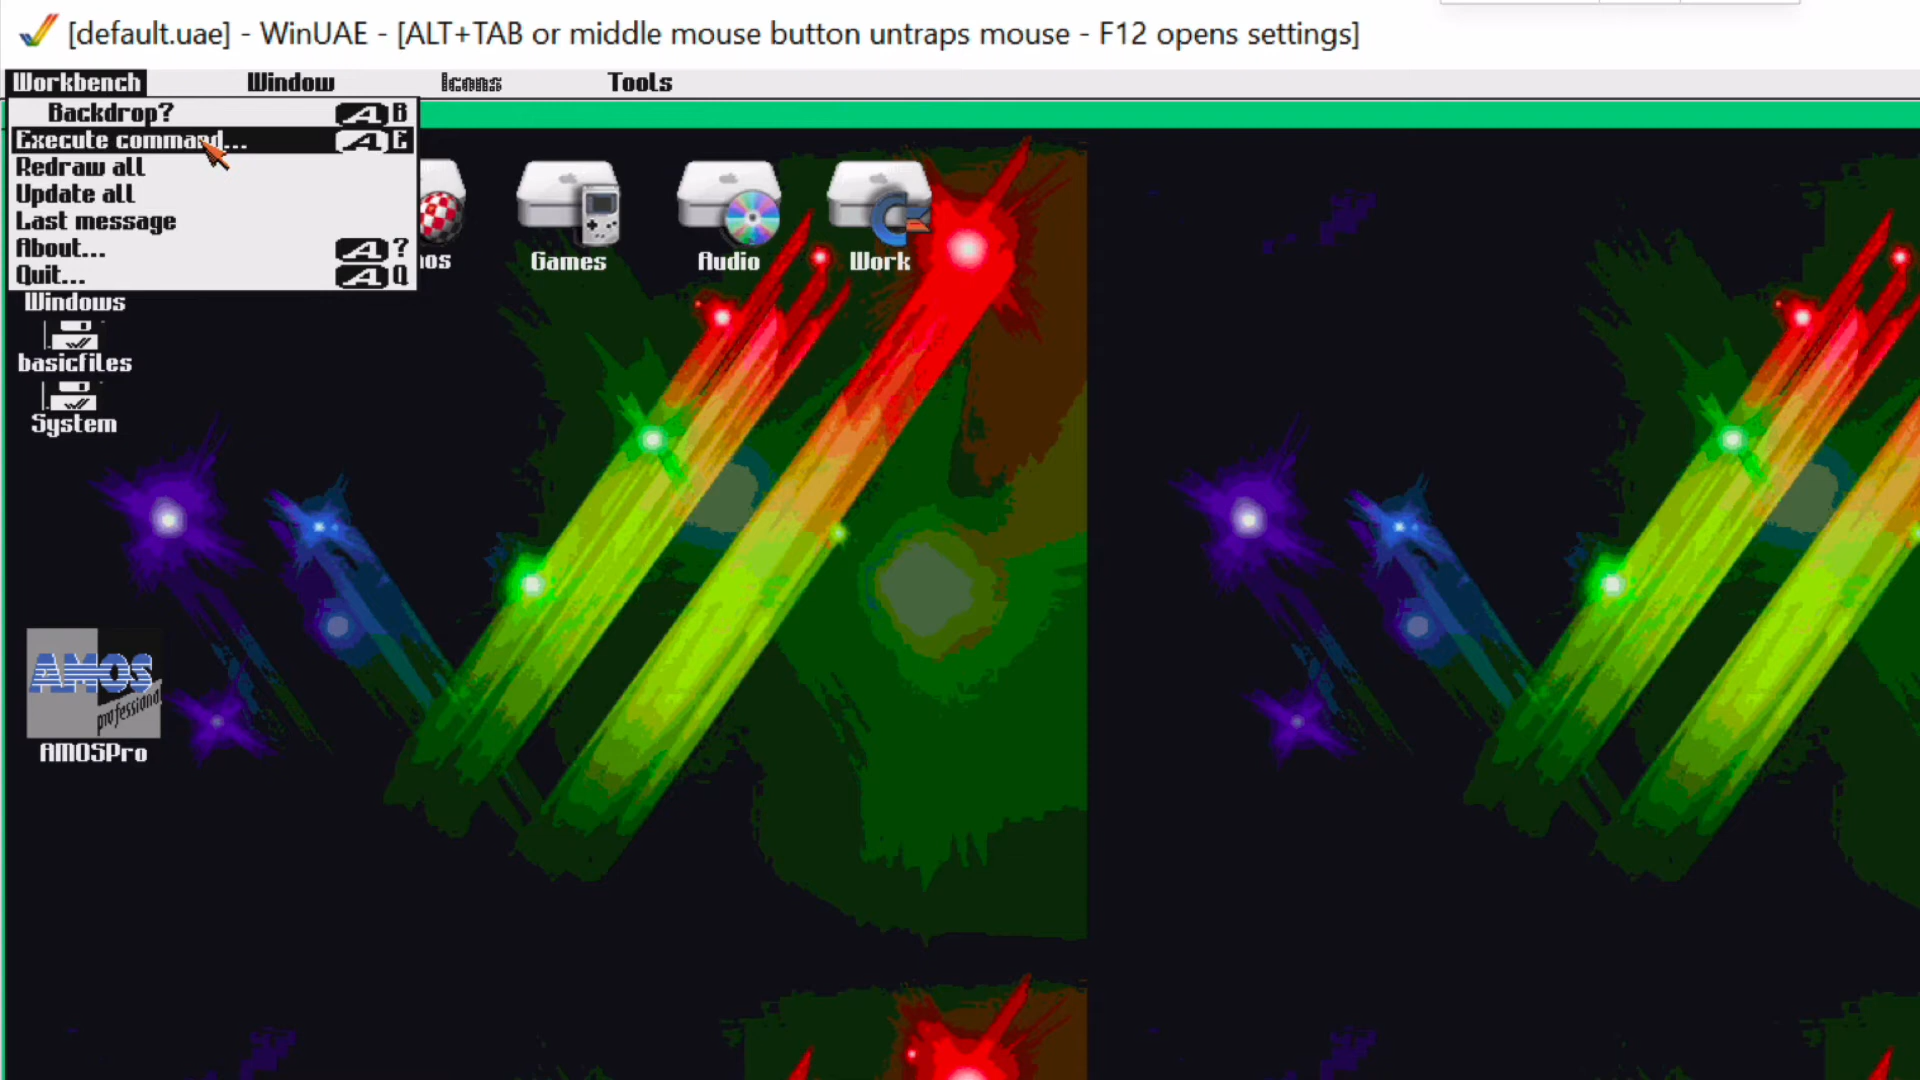 [default.uae] - WinUAE - [ALT+TAB or middle mouse button untraps mouse - F12 opens settings]
Workbench Window Icons Tools
Backdrop? A B
Execute command... A E
Redraw all
Update all
Last message
About... A ?
Quit... A Q
Games Audio Work
Windows
basicfiles
System
AMOS
professional
AMOSPro